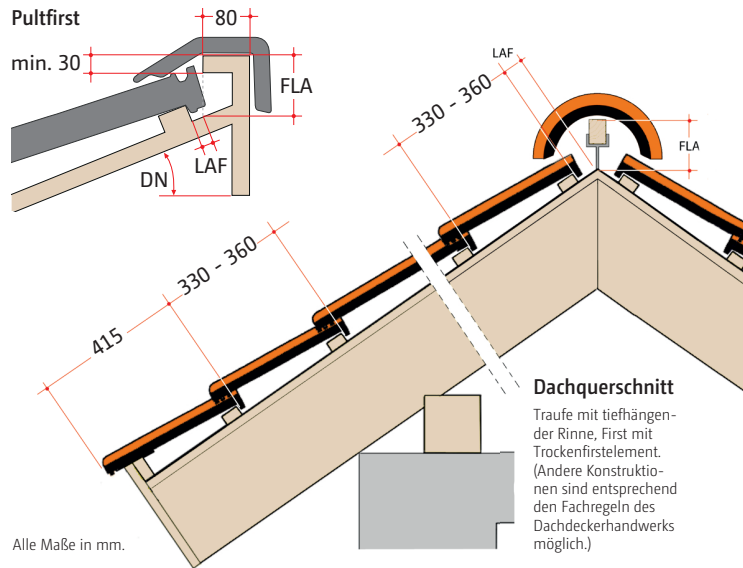 Pultfirst
80
min. 30
FLA
LAF
DN
LAF
330 - 360
FLA
330 - 360
415
Dachquerschnitt
Traufe mit tiefhängen-
der Rinne, First mit
Trockenfirstelement.
(Andere Konstruktio-
nen sind entsprechend
den Fachregeln des
Dachdeckerhandwerks
möglich.)
Alle Maße in mm.